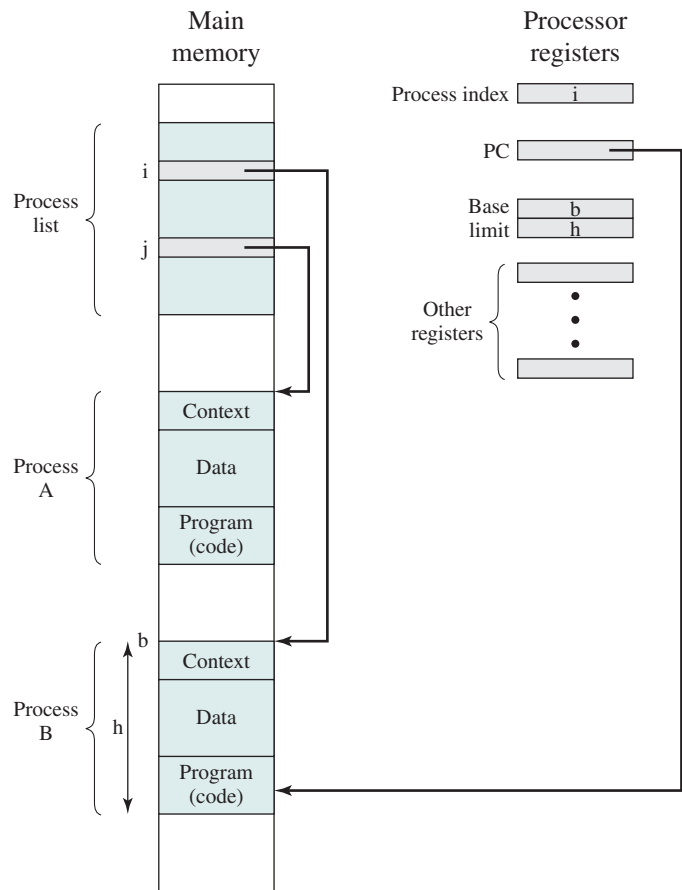 Main
memory
Processor
registers
Process index
i
PC
Base
limit
b
h
Other
registers
Process
list
i
j
Process
A
Context
Data
Program
(code)
b
h
Process
B
Context
Data
Program
(code)